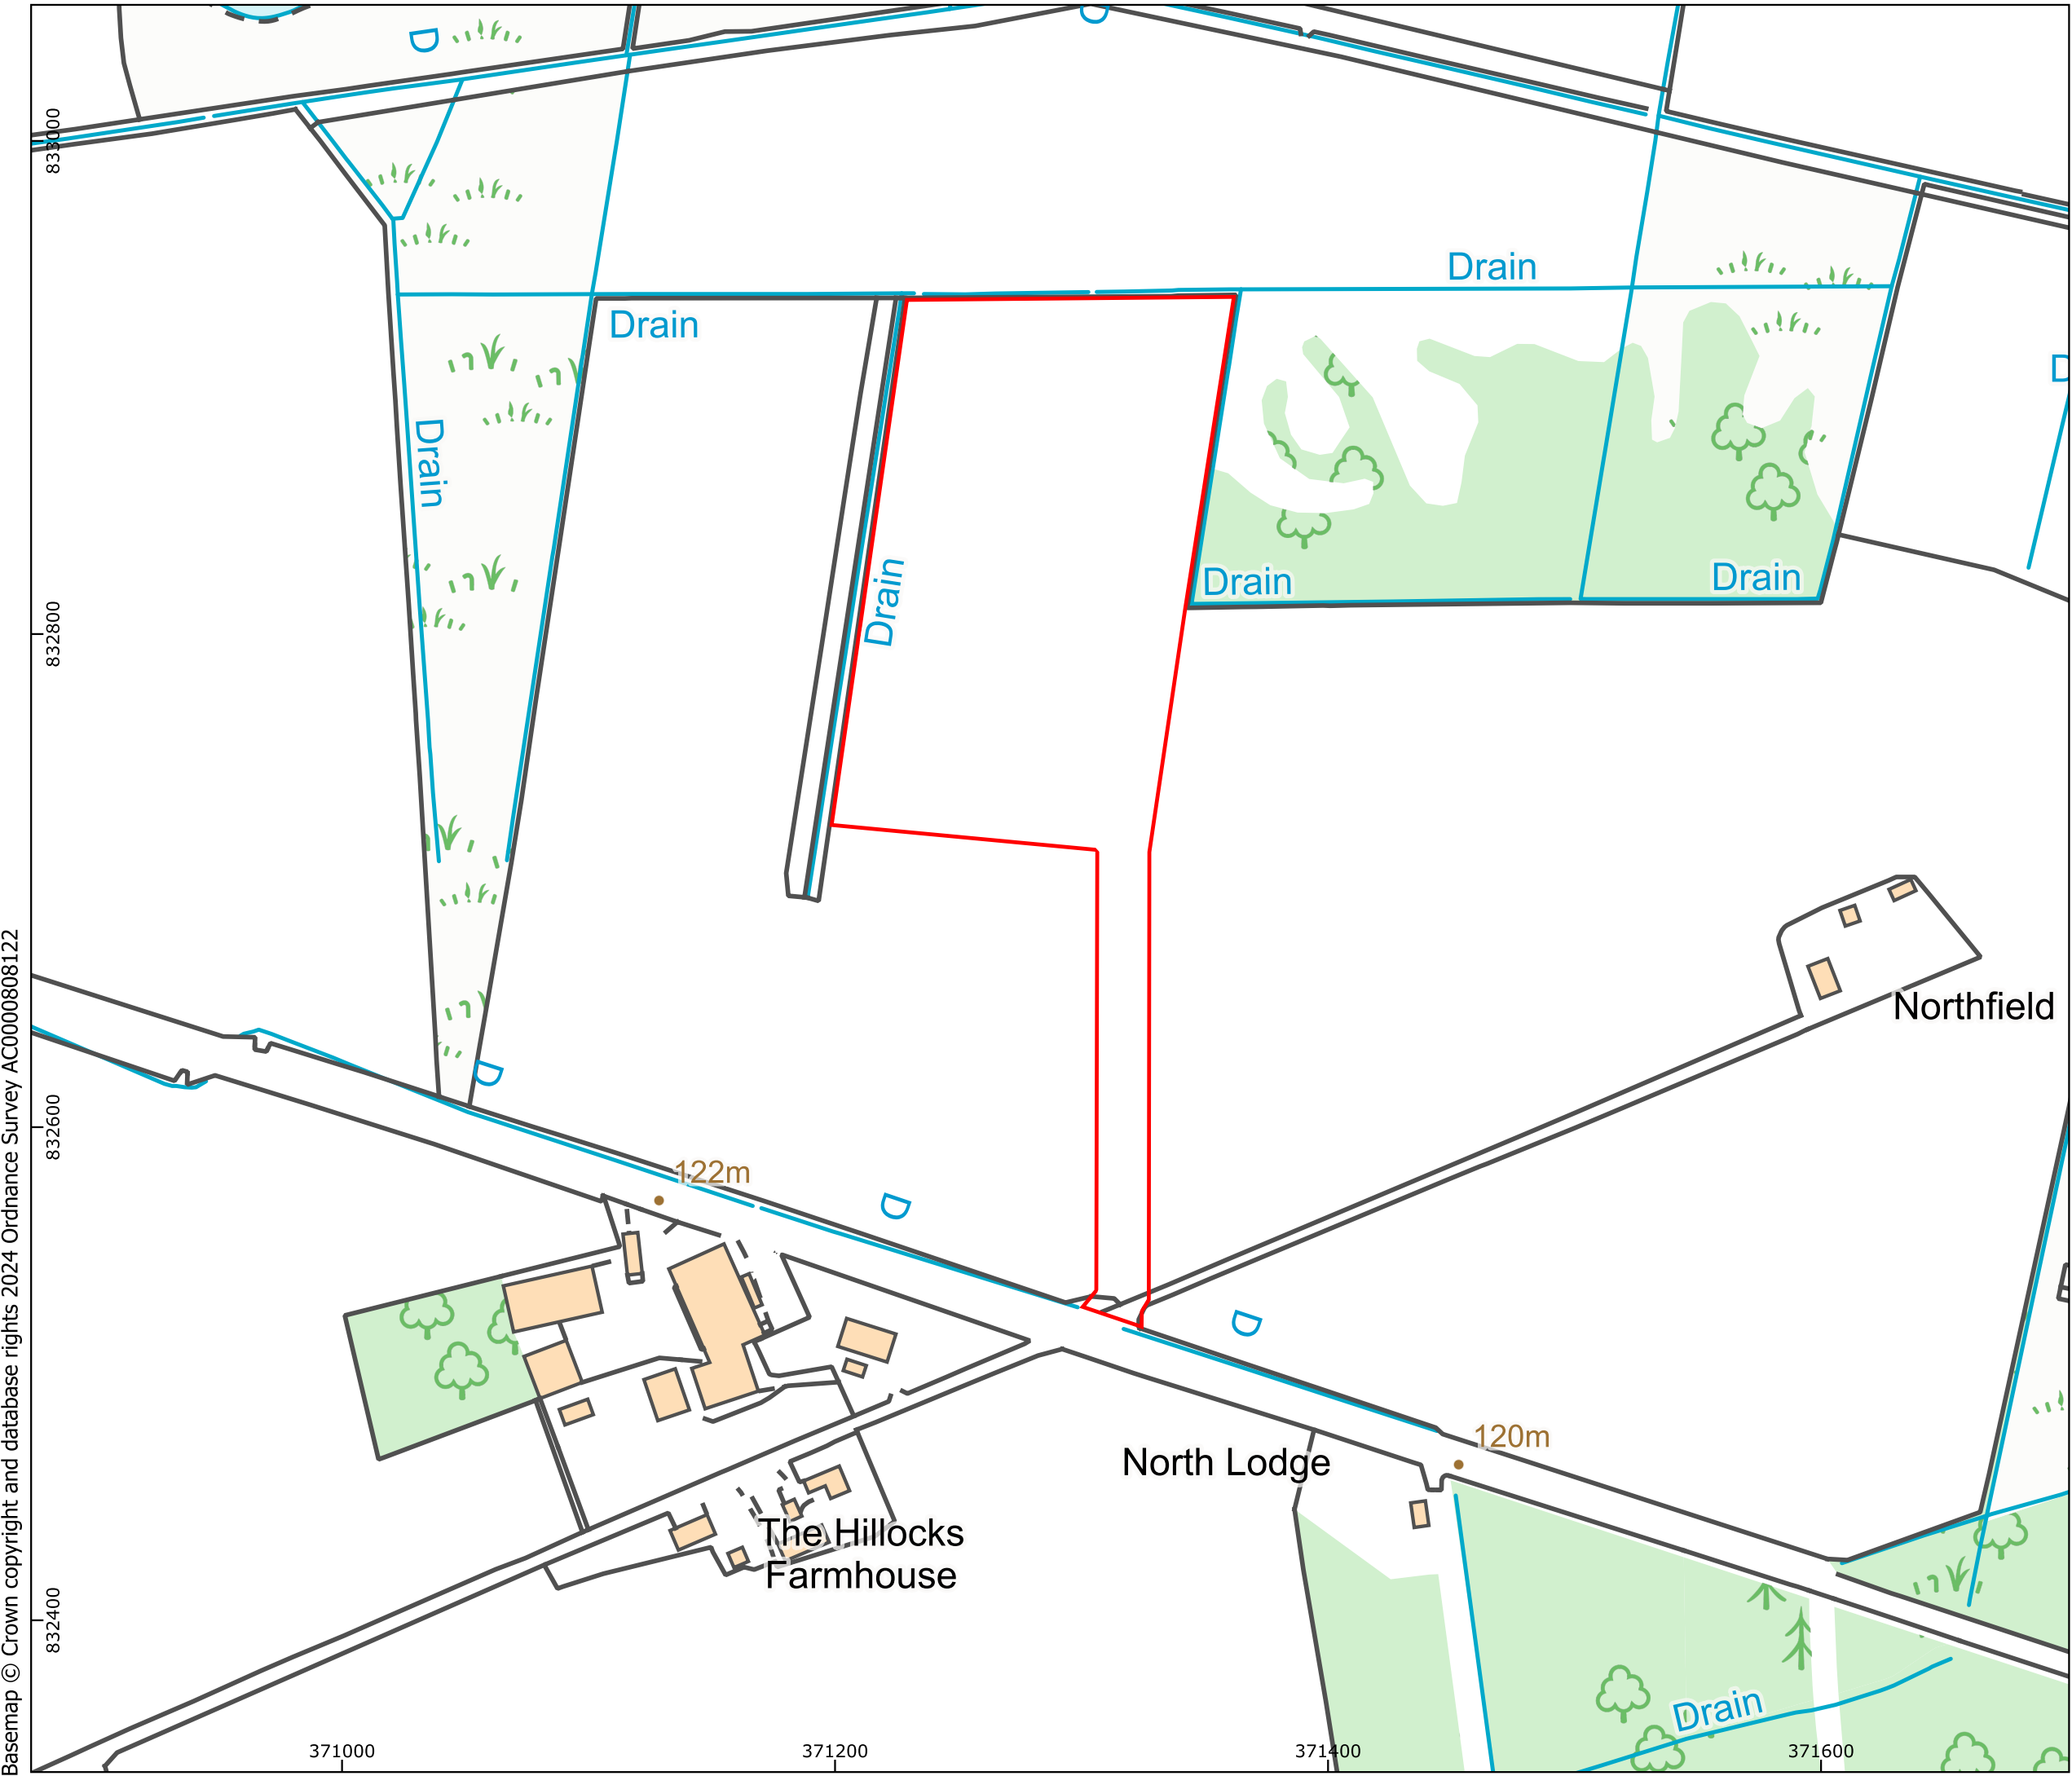 D
D
833000
Drain
Drain
D
Drain
Drain
Drain
Drain
832800
Northfield
D
832600
122m
D
D
120m
North Lodge
The Hillocks
Farmhouse
832400
Drain
371000
371200
371400
371600
Basemap © Crown copyright and database rights 2024 Ordnance Survey AC0000808122